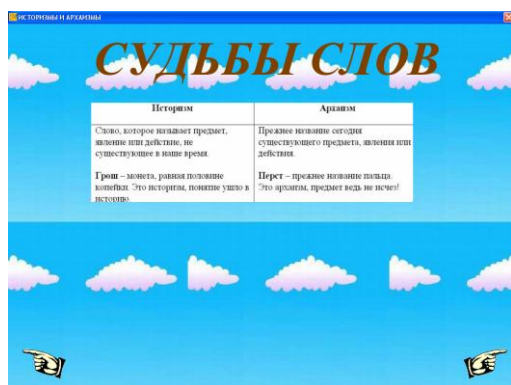 ИСТОРИЗМЫ И АРХАИЗМЫ
СУДЬБЫ СЛОВ
Историзм
Архаизм
Слово, которое называет предмет,
явление или действие, не
существующее в наше время.
Грош – монета, равная половине
копейки. Это историзм, понятие ушло в
историю.
Прежнее название сегодня
существующего предмета, явления или
действия.
Перст – прежнее название пальца.
Это архаизм, предмет ведь не исчез!